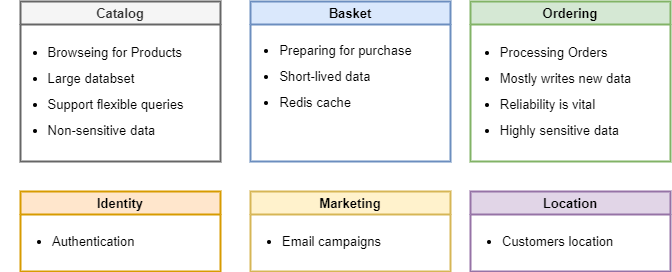 Catalog
Browseing for Products
Large databset
Support flexible queries
Non-sensitive data
Basket
Preparing for purchase
Short-lived data
Redis cache
Ordering
Processing Orders
Mostly writes new data
Reliability is vital
Highly sensitive data
Identity
Authentication
Marketing
Email campaigns
Location
Customers location